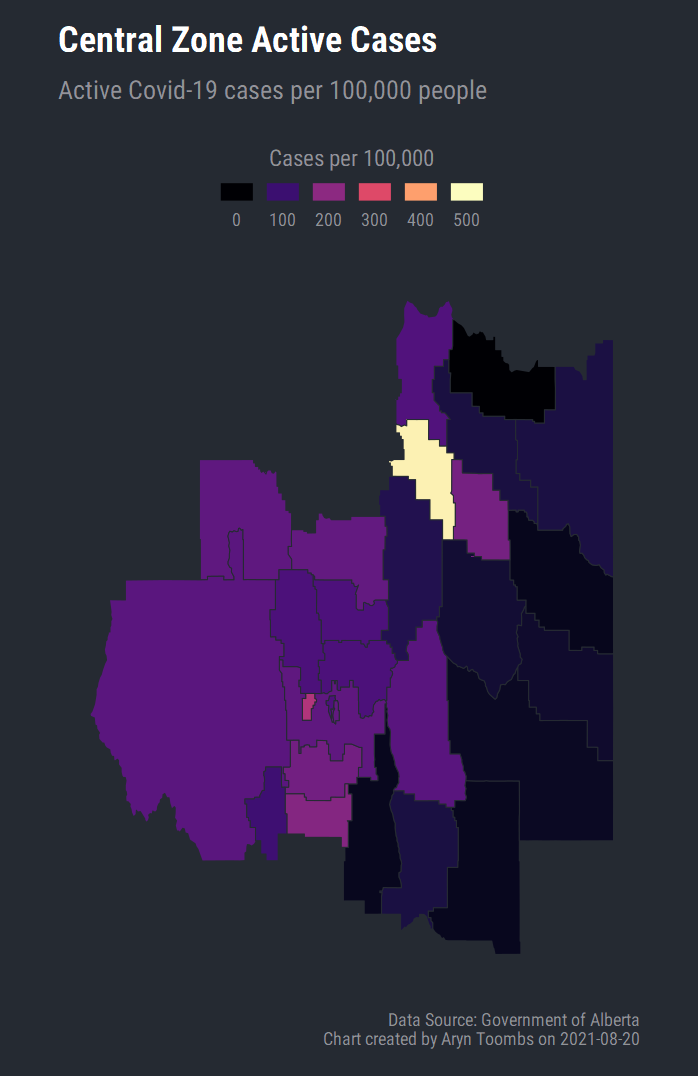 Central Zone Active Cases
Active Covid-19 cases per 100,000 people
Cases per 100,000
0 100 200 300 400 500
Data Source: Government of Alberta
Chart created by Aryn Toombs on 2021-08-20